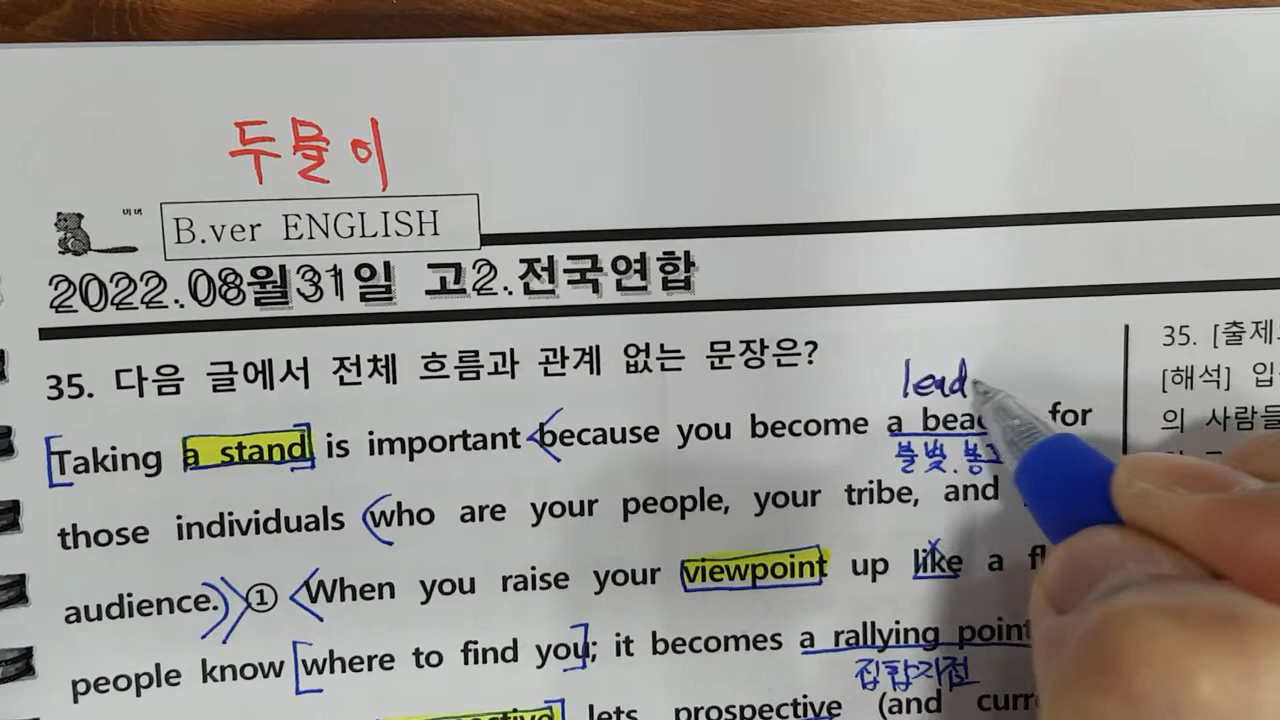 두물이
B.ver ENGLISH
2022.08월31일 고2.전국연합
35. 다음 글에서 전체 흐름과 관계 없는 문장은?
lead
Taking a stand is important because you become a for
불빛.
those individuals who are your people, your tribe, and
audience. ① When you raise your viewpoint up like a
people know where to find you; it becomes a rallying point
집합지점
lets prospective (and
35. [출제
[해석]
의 사람들